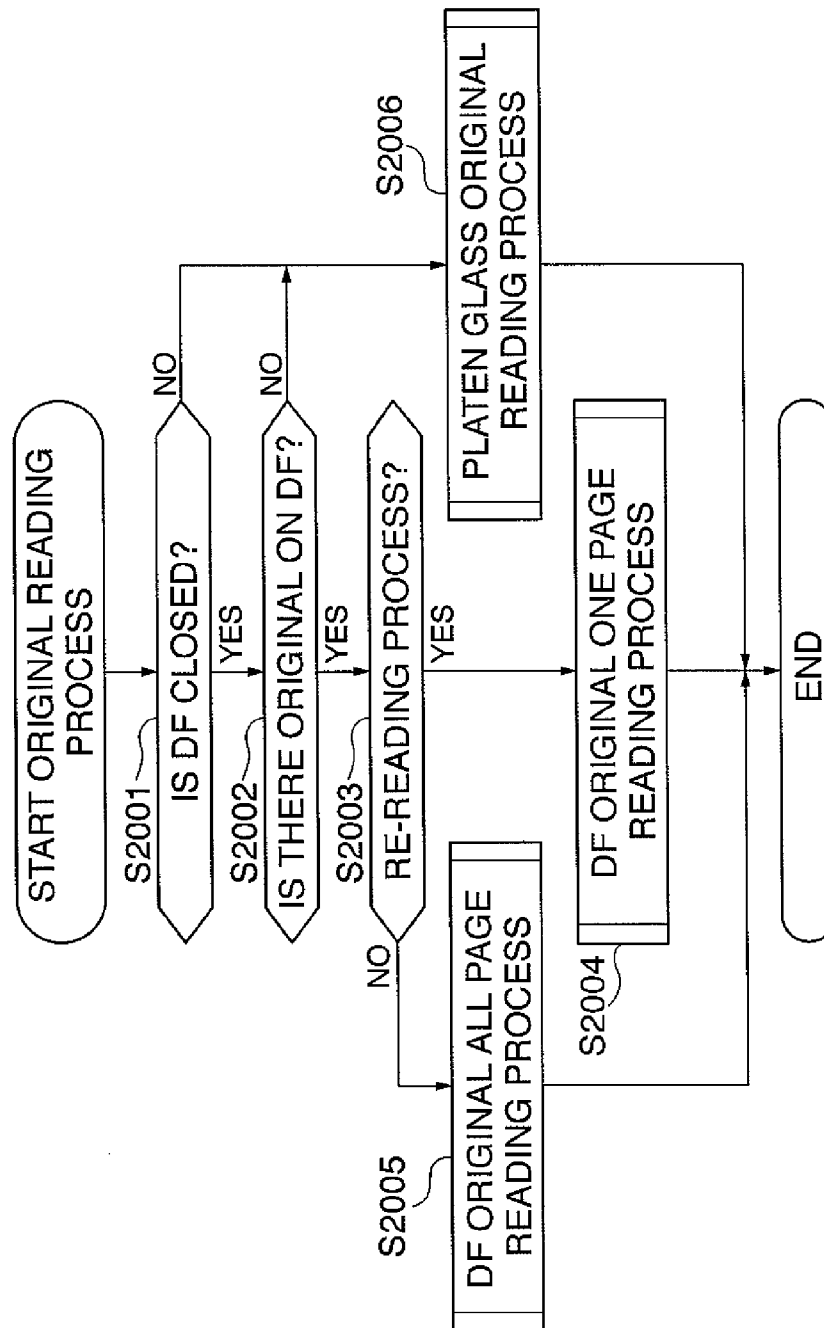 START ORIGINAL READING
PROCESS
S2001
IS DF CLOSED?
NO
YES
S2002
IS THERE ORIGINAL ON DF?
NO
YES
S2003
RE-READING PROCESS?
NO
YES
S2005
DF ORIGINAL ALL PAGE
READING PROCESS
S2006
PLATEN GLASS ORIGINAL
READING PROCESS
S2004
DF ORIGINAL ONE PAGE
READING PROCESS
END